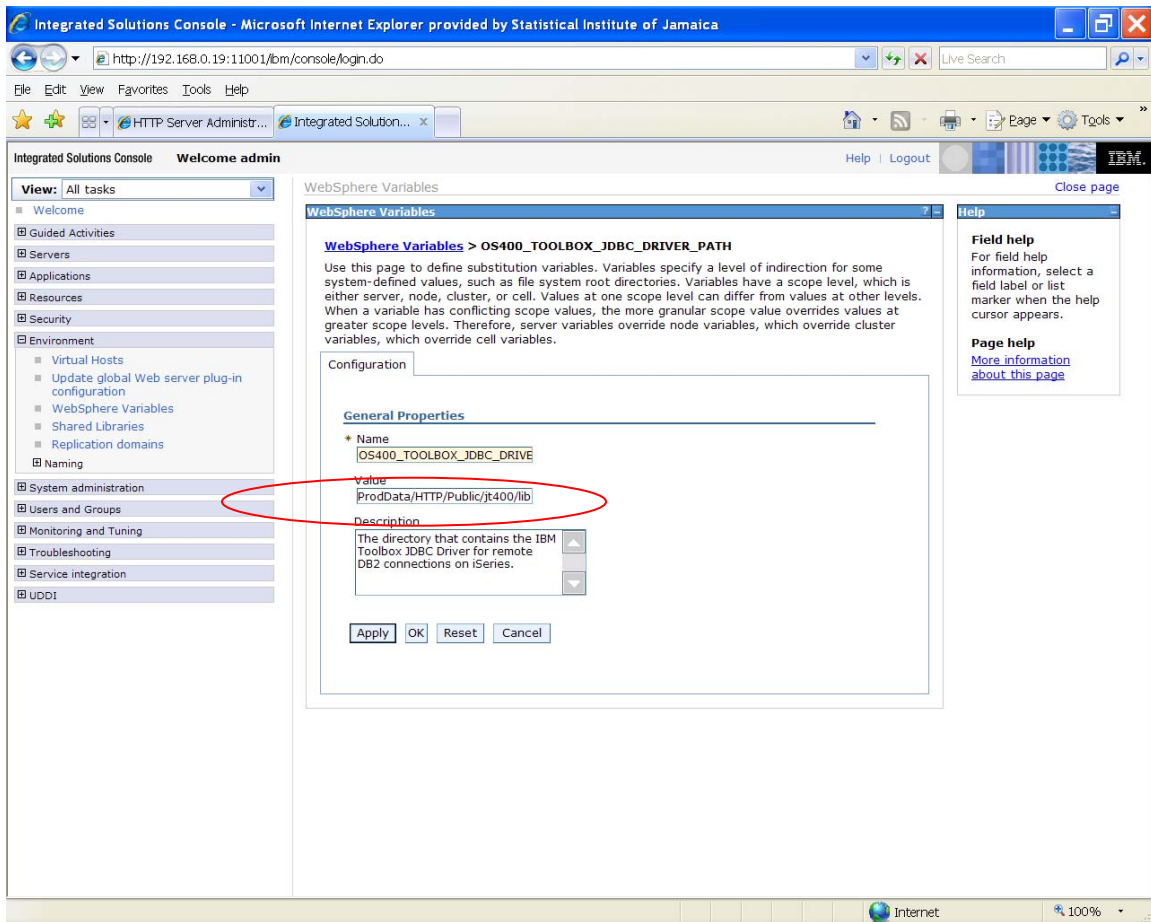 Integrated Solutions Console - Microsoft Internet Explorer provided by Statistical Institute of Jamaica
http://192.168.0.19:11001/ibm/console/login.do
Live Search
File Edit View Favorites Tools Help
HTTP Server Administr...
Integrated Solution... x
Page Tools »
Integrated Solutions Console Welcome admin
Help | Logout
IBM.
View: All tasks
Welcome
Guided Activities
Servers
Applications
Resources
Security
Environment
Virtual Hosts
Update global Web server plug-in
configuration
WebSphere Variables
Shared Libraries
Replication domains
Naming
System administration
Users and Groups
Monitoring and Tuning
Troubleshooting
Service integration
UDDI
WebSphere Variables
Close page
WebSphere Variables
? -
WebSphere Variables > OS400_TOOLBOX_JDBC_DRIVER_PATH
Use this page to define substitution variables. Variables specify a level of indirection for some
system-defined values, such as file system root directories. Variables have a scope level, which is
either server, node, cluster, or cell. Values at one scope level can differ from values at other levels.
When a variable has conflicting scope values, the more granular scope value overrides values at
greater scope levels. Therefore, server variables override node variables, which override cluster
variables, which override cell variables.
Configuration
General Properties
* Name
OS400_TOOLBOX_JDBC_DRIVE
Value
ProdData/HTTP/Public/jt400/lib
Description
The directory that contains the IBM
Toolbox JDBC Driver for remote
DB2 connections on iSeries.
Apply OK Reset Cancel
Help
Field help
For field help
information, select a
field label or list
marker when the help
cursor appears.
Page help
More information
about this page
Internet
100%